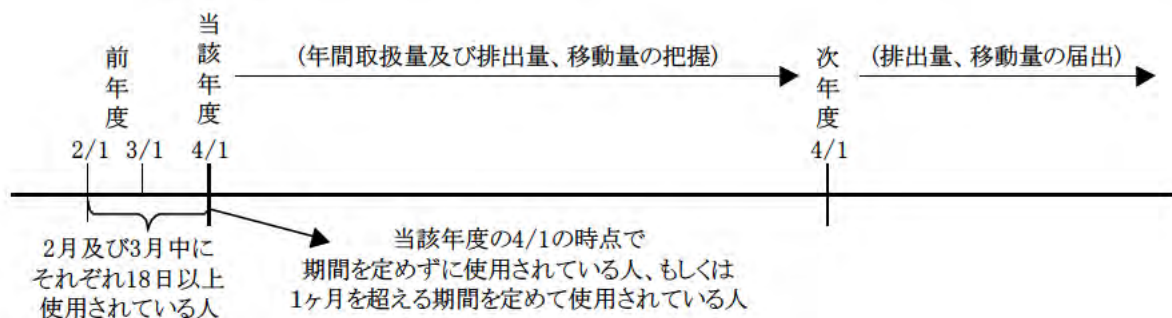 前年度
当該年度
(年間取扱量及び排出量、移動量の把握)
次年度
(排出量、移動量の届出)
2/1 3/1 4/1
4/1
2月及び3月中に
それぞれ18日以上
使用されている人
当該年度の4/1の時点で
期間を定めずに使用されている人、もしくは
1ヶ月を超える期間を定めて使用されている人